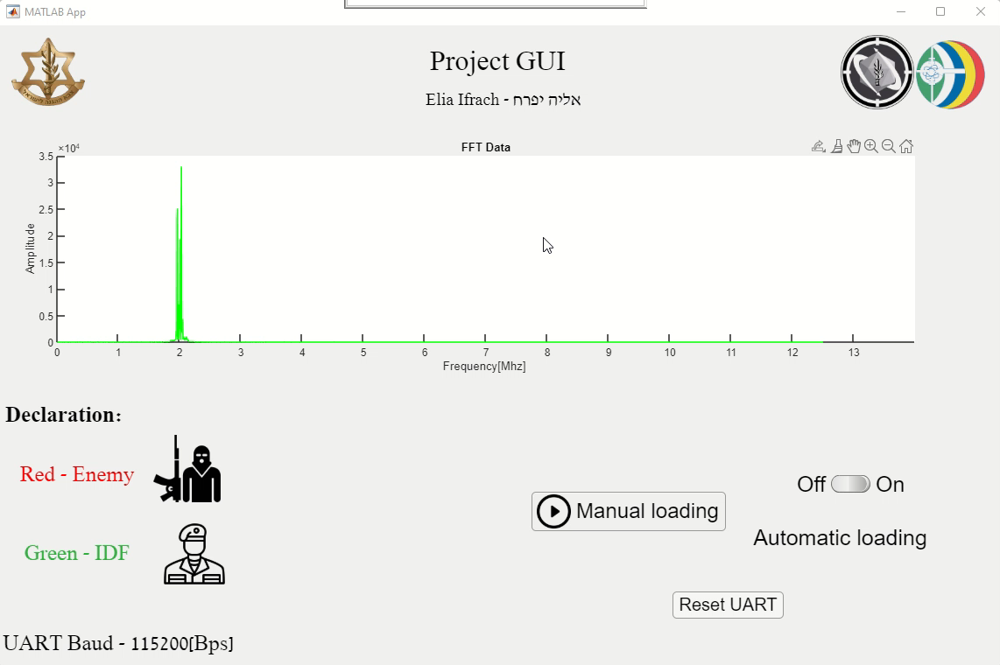 MATLAB App
Project GUI
Elia Ifrach - אליה יפרח
FFT Data
×10⁴
3.5
3
2.5
2
1.5
1
0.5
0
Amplitude
0 1 2 3 4 5 6 7 8 9 10 11 12 13
Frequency[Mhz]
Declaration:
Red - Enemy
Green - IDF
Manual loading
Off On
Automatic loading
Reset UART
UART Baud - 115200[Bps]